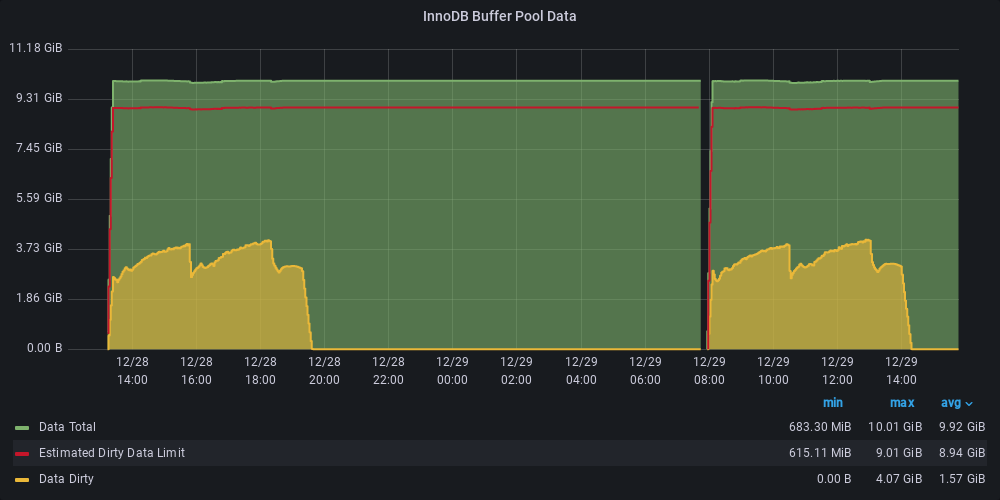 InnoDB Buffer Pool Data
11.18 GiB
9.31 GiB
7.45 GiB
5.59 GiB
3.73 GiB
1.86 GiB
0.00 B
12/28 12/28 12/28 12/28 12/28 12/29 12/29 12/29 12/29 12/29 12/29 12/29 12/29
14:00 16:00 18:00 20:00 22:00 00:00 02:00 04:00 06:00 08:00 10:00 12:00 14:00
min max avg
Data Total 683.30 MiB 10.01 GiB 9.92 GiB
Estimated Dirty Data Limit 615.11 MiB 9.01 GiB 8.94 GiB
Data Dirty 0.00 B 4.07 GiB 1.57 GiB